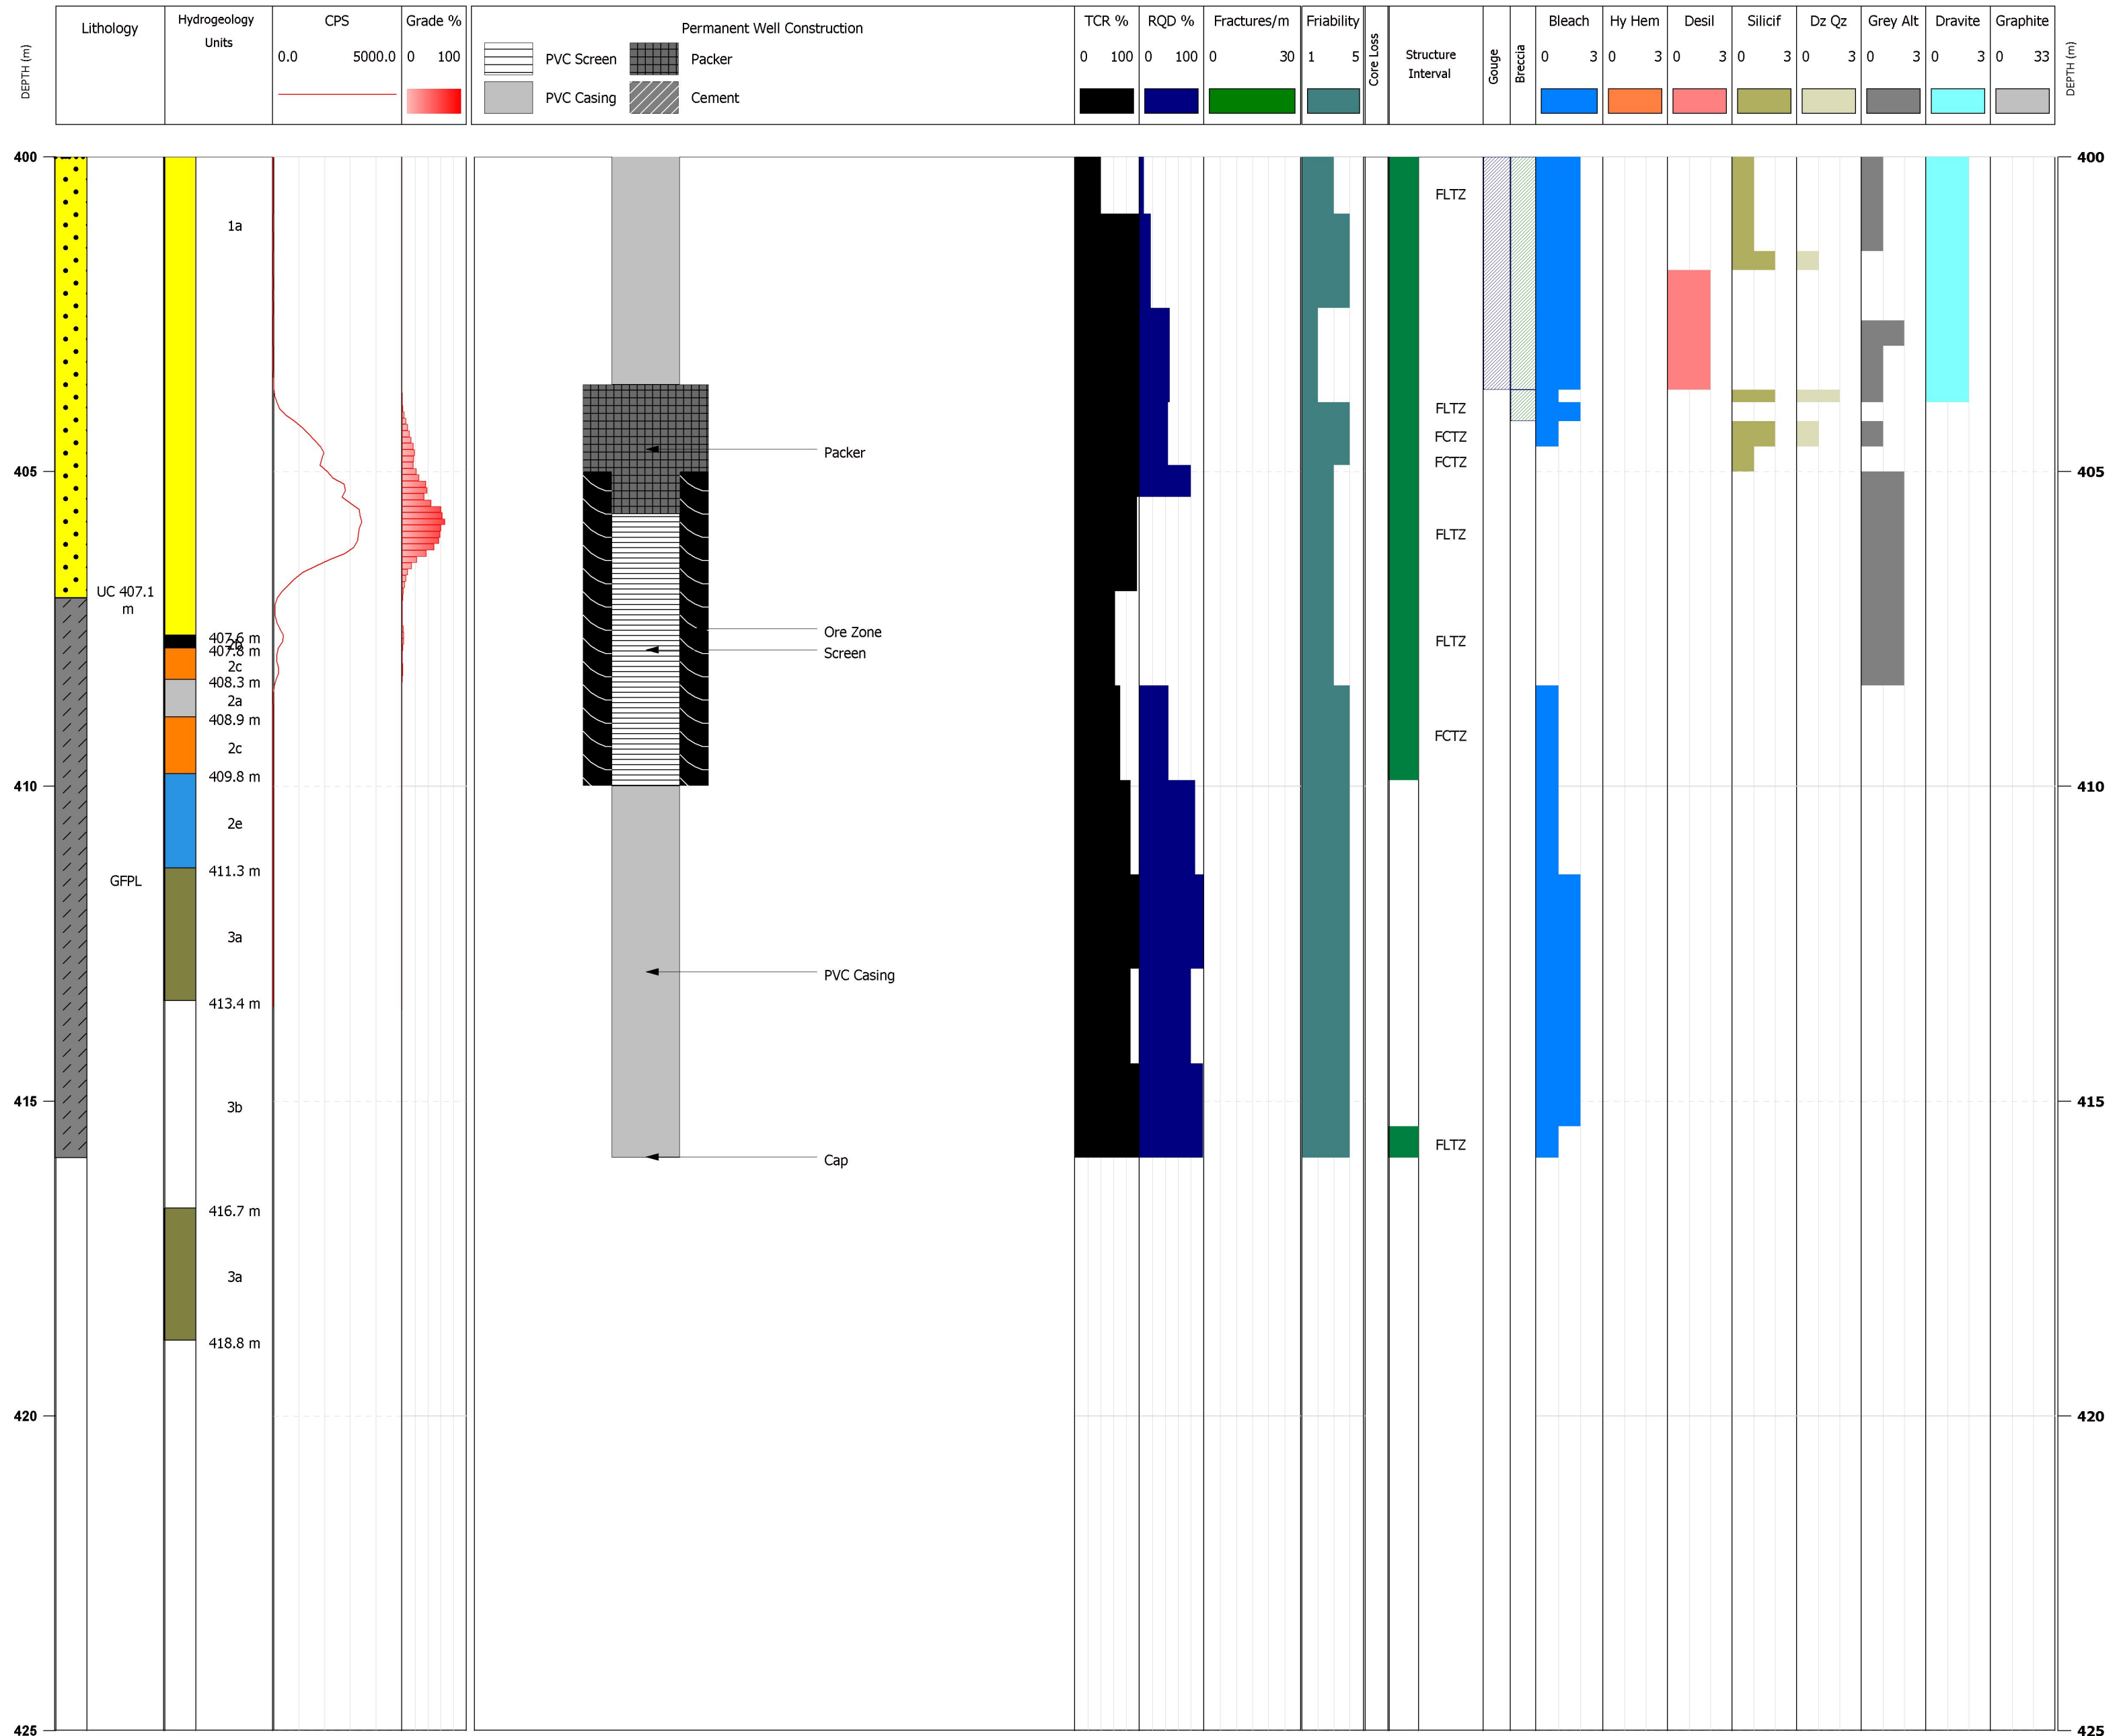 Lithology
Hydrogeology
Units
CPS
0.0 5000.0
Grade %
0 100
Permanent Well Construction
PVC Screen Packer
PVC Casing Cement
TCR %
0 100
RQD %
0 100
Fractures/m
0 30
Friability
1 5
Core Loss
Structure
Interval
Gouge
Breccia
Bleach
0 3
Hy Hem
0 3
Desil
0 3
Silicif
0 3
Dz Qz
0 3
Grey Alt
0 3
Dravite
0 3
Graphite
0 33
DEPTH (m)
DEPTH (m)
400
405
410
415
420
425
UC 407.1
m
GFPL
1a
407.6 m
2b
407.8 m
2c
408.3 m
2a
408.9 m
2c
409.8 m
2e
411.3 m
3a
413.4 m
3b
416.7 m
3a
418.8 m
Packer
Ore Zone
Screen
PVC Casing
Cap
FLTZ
FLTZ
FCTZ
FCTZ
FLTZ
FLTZ
FCTZ
FLTZ
400
405
410
415
420
425